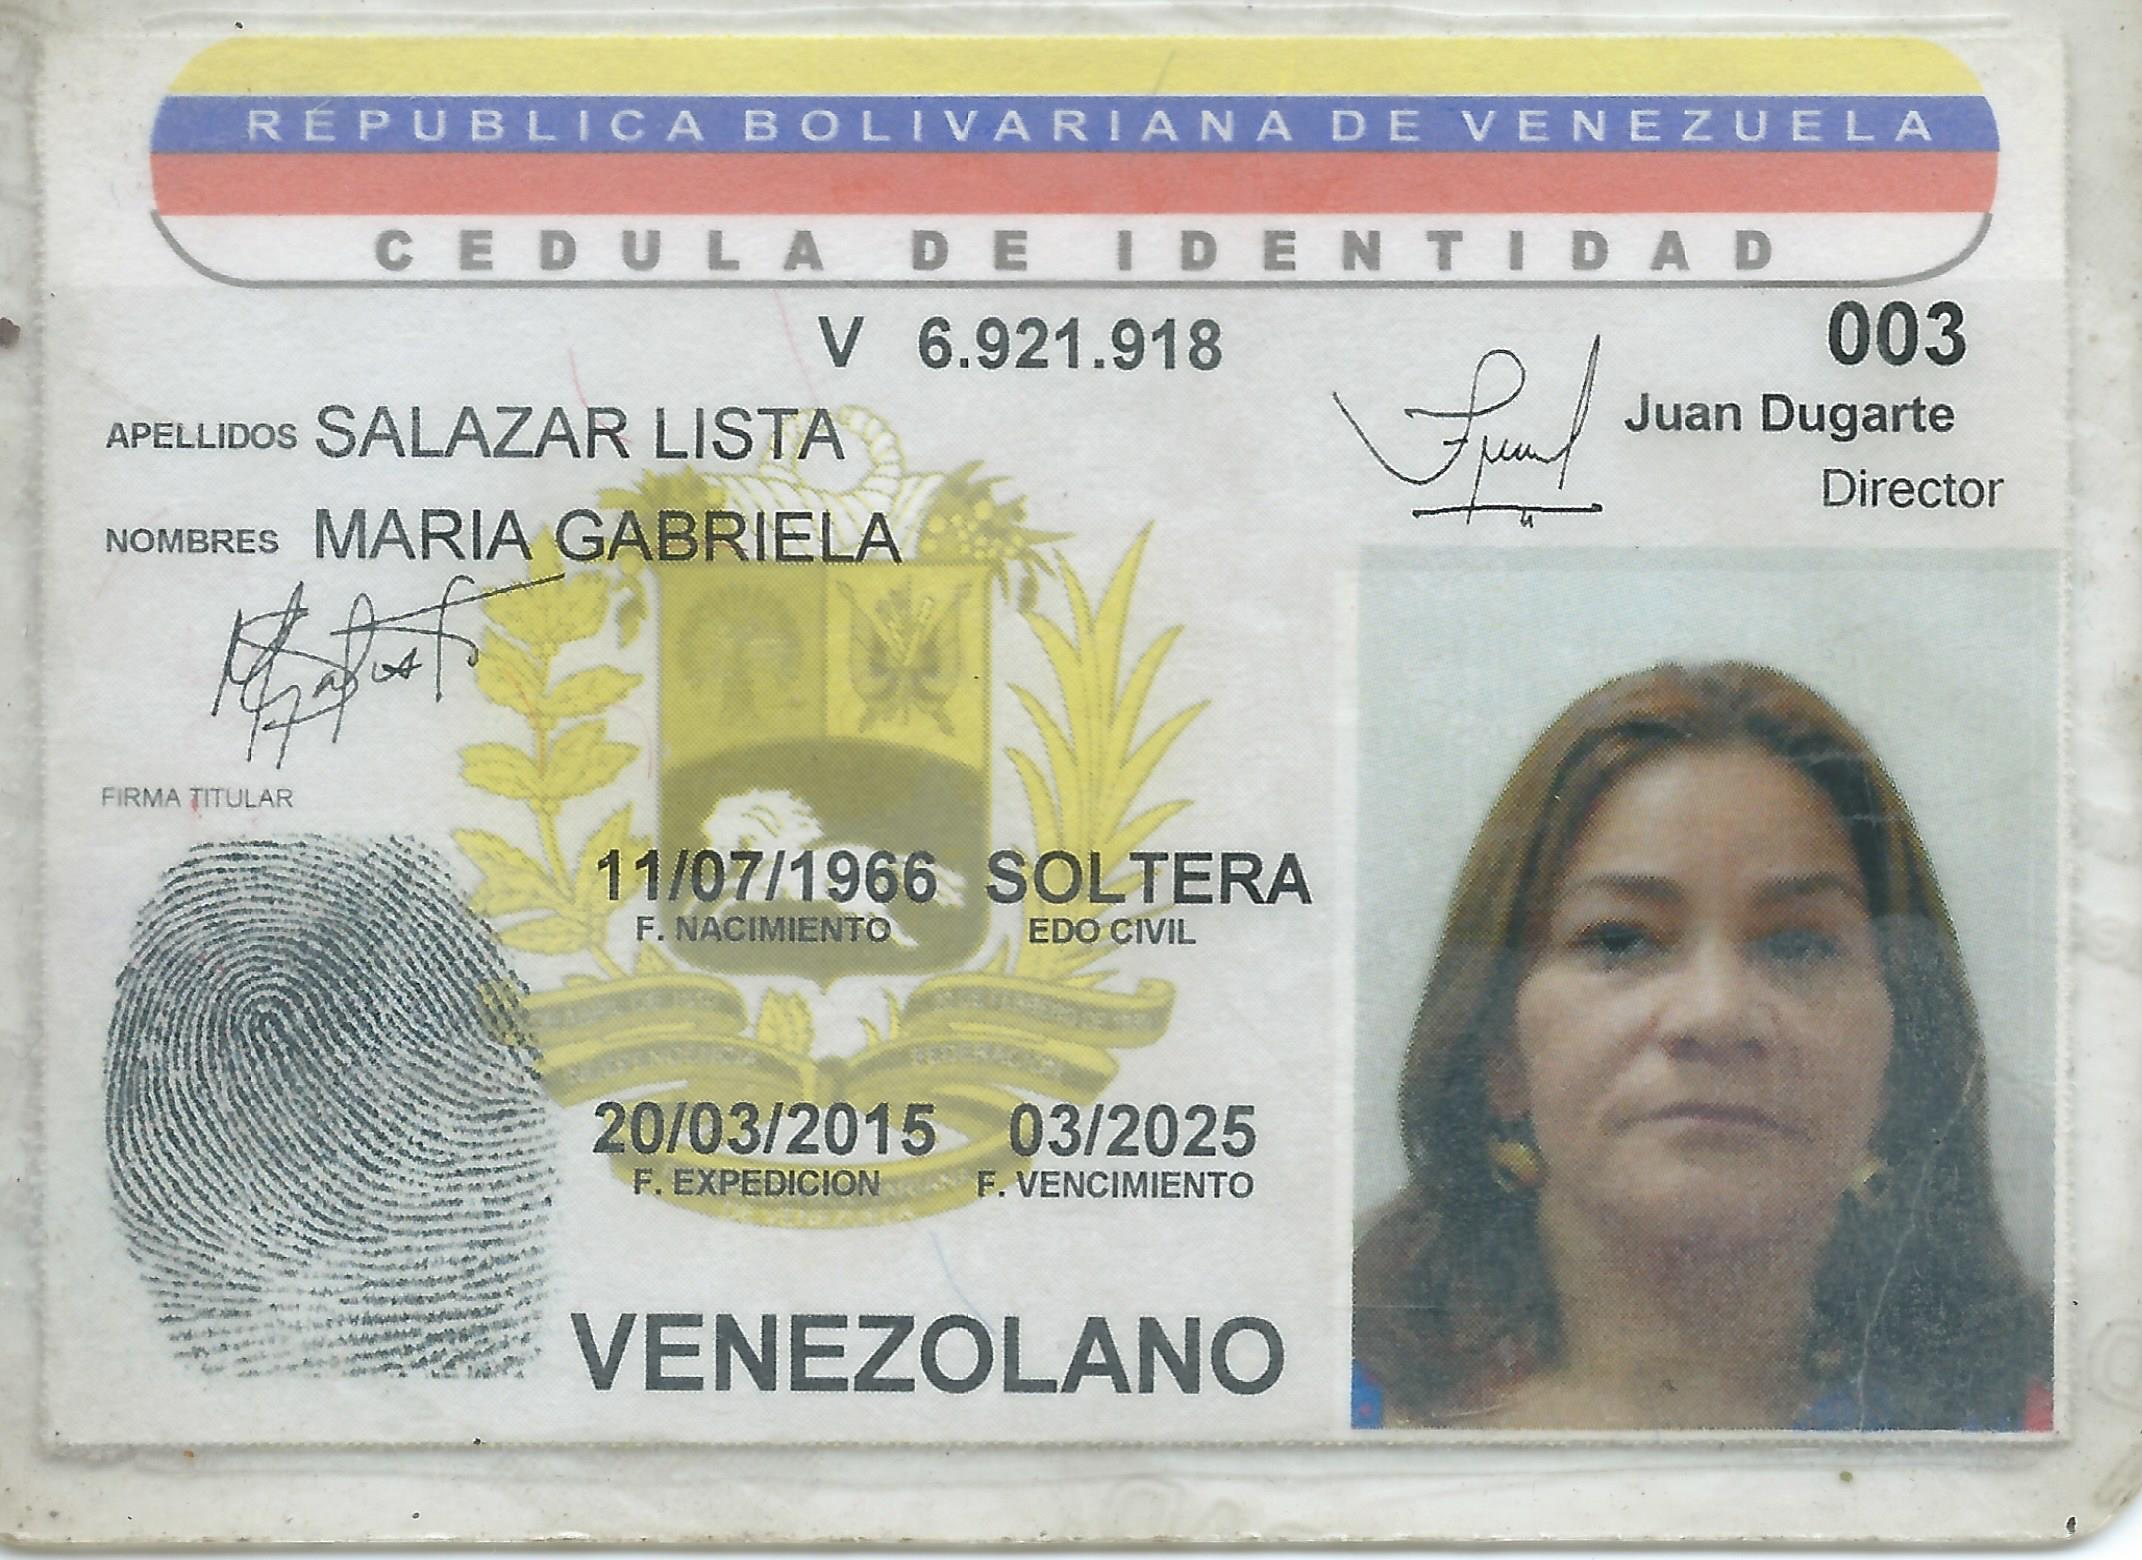 REPUBLICA BOLIVARIANA DE VENEZUELA
CEDULA DE IDENTIDAD
V 6.921.918
003
Juan Dugarte
Director
APELLIDOS SALAZAR LISTA
NOMBRES MARIA GABRIELA
FIRMA TITULAR
11/07/1966 SOLTERA
F. NACIMIENTO EDO CIVIL
20/03/2015 03/2025
F. EXPEDICION F. VENCIMIENTO
VENEZOLANO